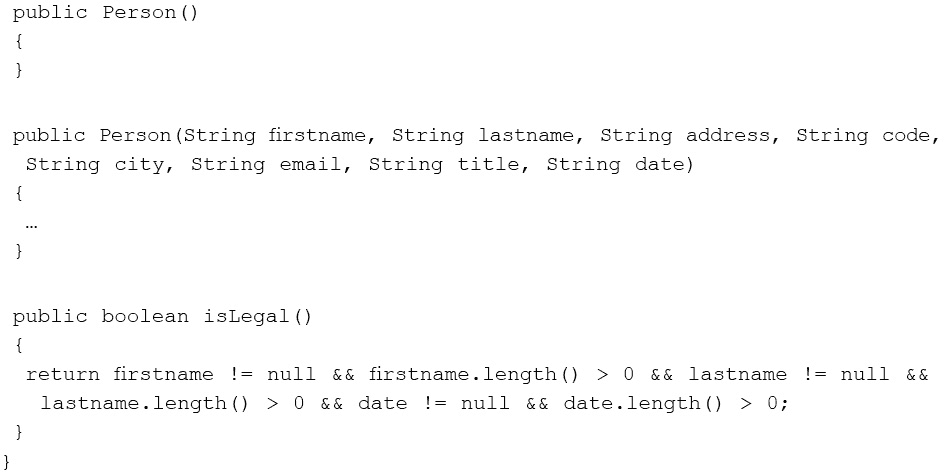 public Person()
{
}
public Person(String firstname, String lastname, String address, String code,
String city, String email, String title, String date)
{
…
}
public boolean isLegal()
{
return firstname != null && firstname.length() > 0 && lastname != null &&
lastname.length() > 0 && date != null && date.length() > 0;
}
}